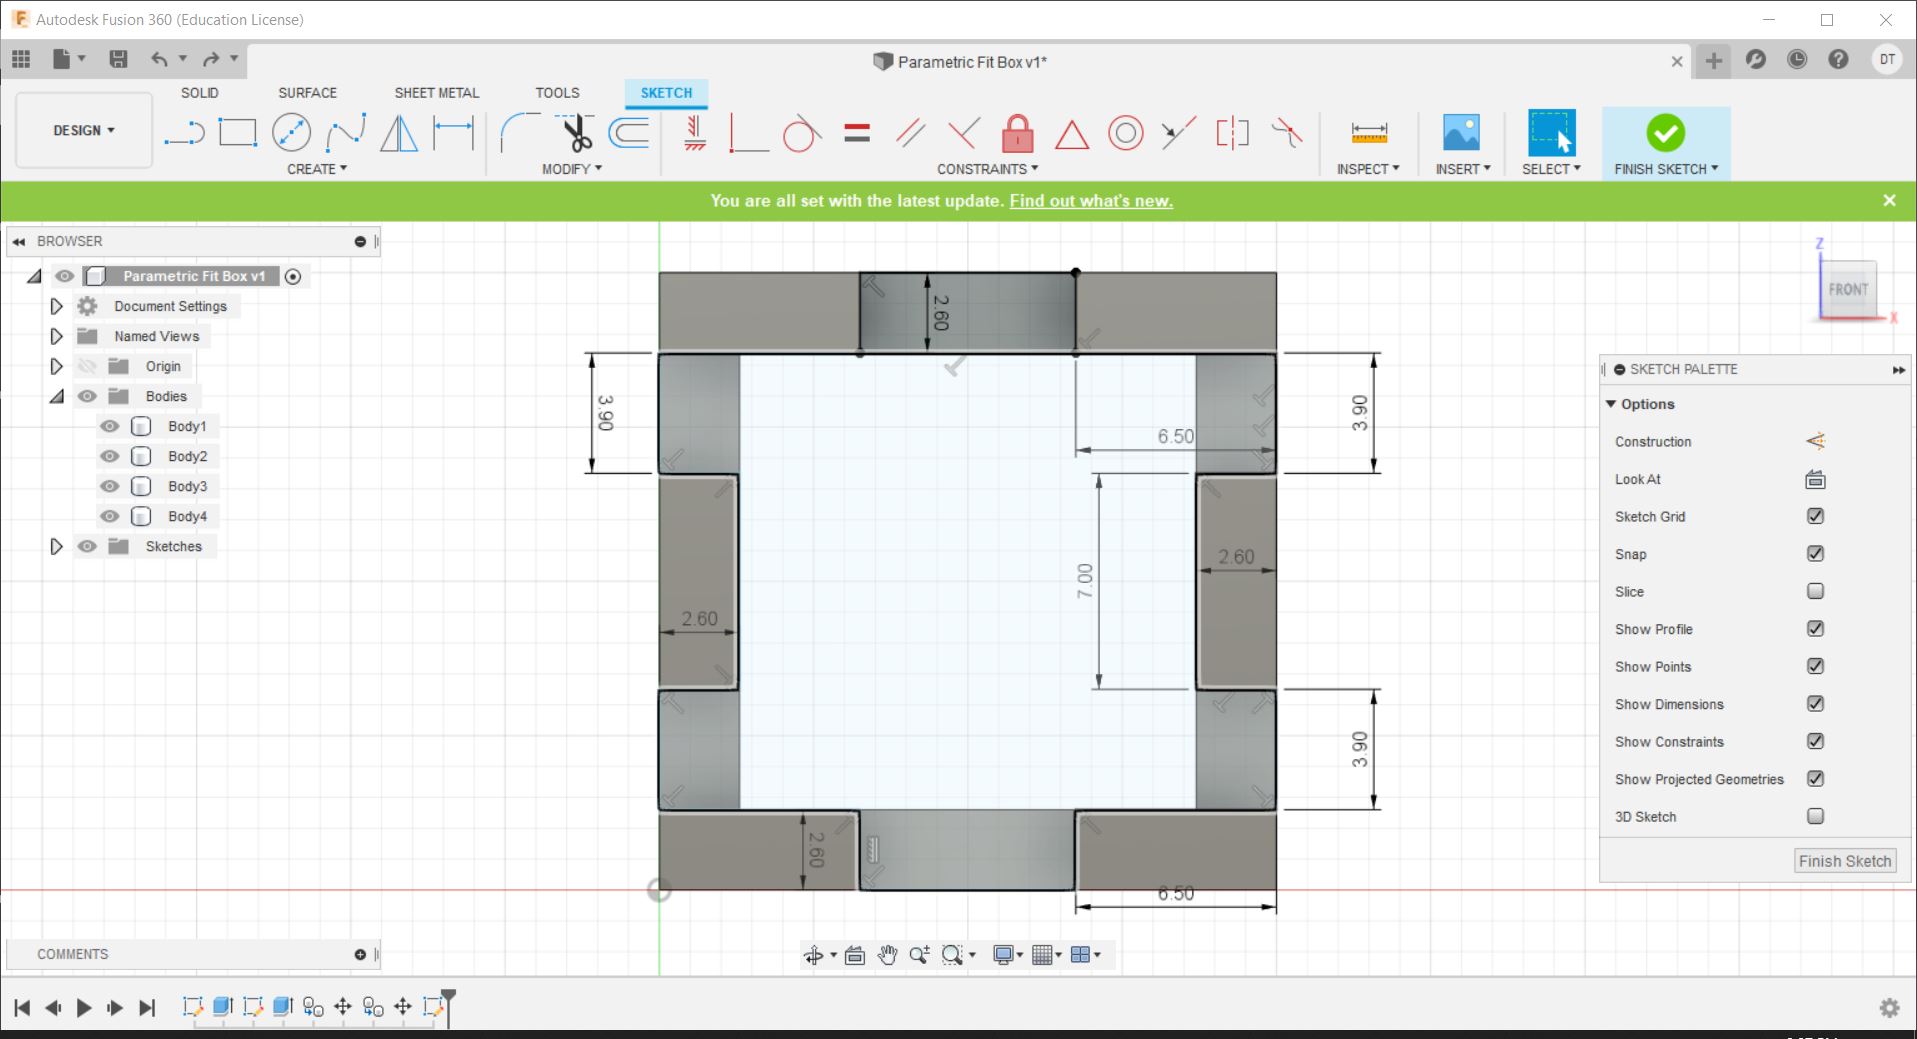 Autodesk Fusion 360 (Education License)
Parametric Fit Box v1*
DT
SOLID
SURFACE
SHEET METAL
TOOLS
SKETCH
DESIGN
CREATE
MODIFY
CONSTRAINTS
INSPECT
INSERT
SELECT
FINISH SKETCH
You are all set with the latest update. Find out what's new.
BROWSER
Parametric Fit Box v1
Document Settings
Named Views
Origin
Bodies
Body1
Body2
Body3
Body4
Sketches
2.60
3.90
3.90
6.50
7.00
2.60
2.60
3.90
2.60
6.50
Z
FRONT
X
SKETCH PALETTE
Options
Construction
Look At
Sketch Grid
Snap
Slice
Show Profile
Show Points
Show Dimensions
Show Constraints
Show Projected Geometries
3D Sketch
Finish Sketch
COMMENTS